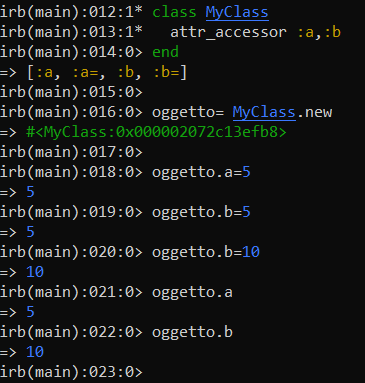 irb(main):012:1* class MyClass
irb(main):013:1*   attr_accessor :a,:b
irb(main):014:0> end
=> [:a, :a=, :b, :b=]
irb(main):015:0>
irb(main):016:0> oggetto= MyClass.new
=> #<MyClass:0x000002072c13efb8>
irb(main):017:0>
irb(main):018:0> oggetto.a=5
=> 5
irb(main):019:0> oggetto.b=5
=> 5
irb(main):020:0> oggetto.b=10
=> 10
irb(main):021:0> oggetto.a
=> 5
irb(main):022:0> oggetto.b
=> 10
irb(main):023:0>